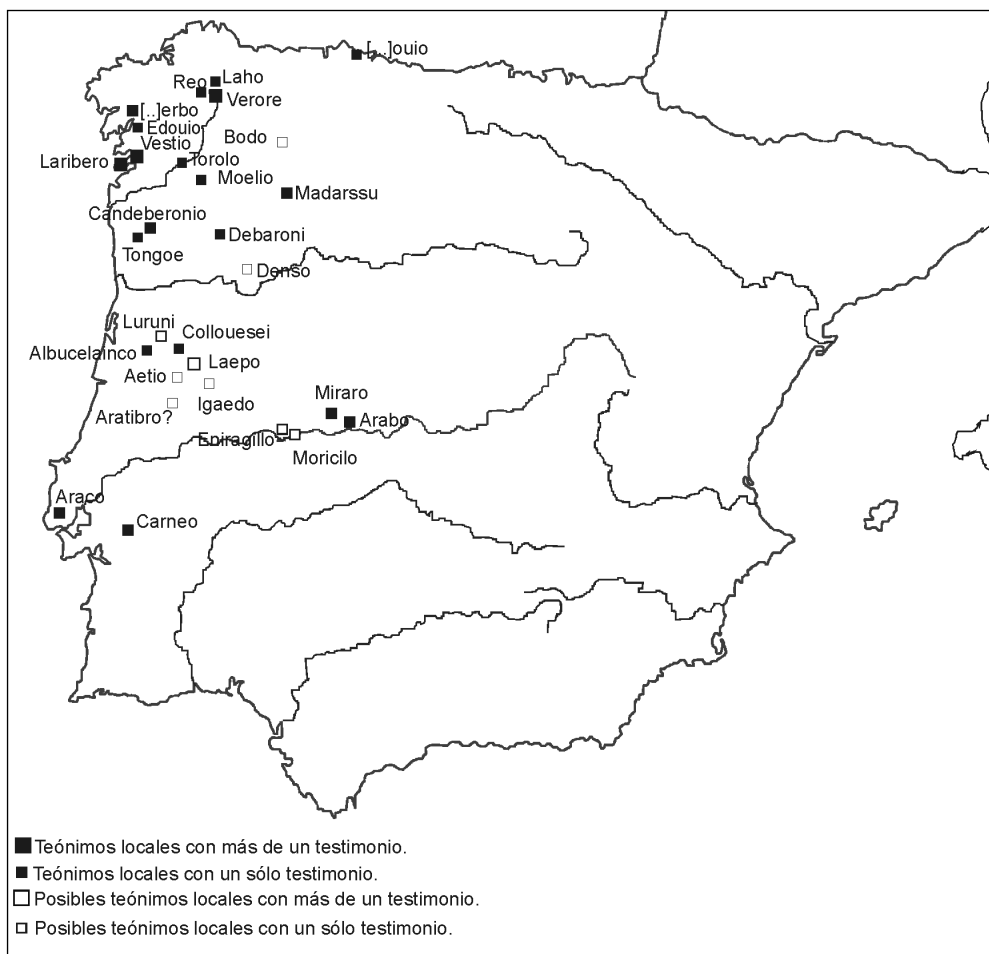 [...]ouio
Laho
Reo
Verore
[..]erbo
Edouio
Vestio
Bodo
Laribero
Torolo
Moelio
Madarssu
Candeberonio
Debaroni
Tongoe
Denso
Luruni
Collouesei
Albucelainco
Laepo
Aetio
Igaedo
Miraro
Aratibro?
Arabo
Eniragillo
Moricilo
Araco
Carneo
Teónimos locales con más de un testimonio.
Teónimos locales con un sólo testimonio.
Posibles teónimos locales con más de un testimonio.
Posibles teónimos locales con un sólo testimonio.